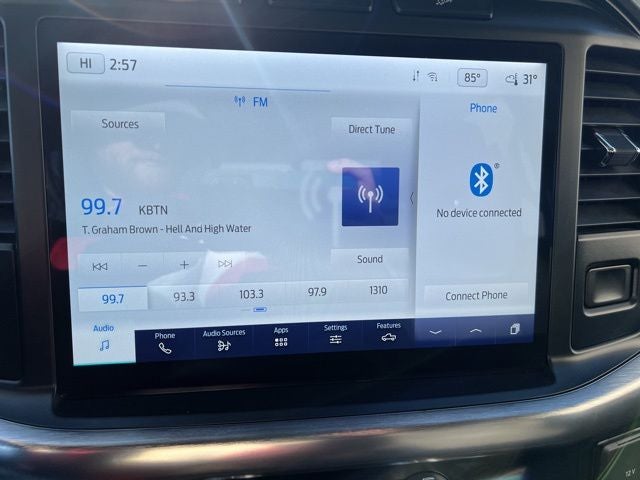 HI 2:57 85° 31°
FM
Phone
Sources
Direct Tune
®
99.7 KBTN
No device connected
T. Graham Brown - Hell And High Water
Sound
99.7 93.3 103.3 97.9 1310
Connect Phone
Audio Phone Audio Sources Apps Settings Features
12V